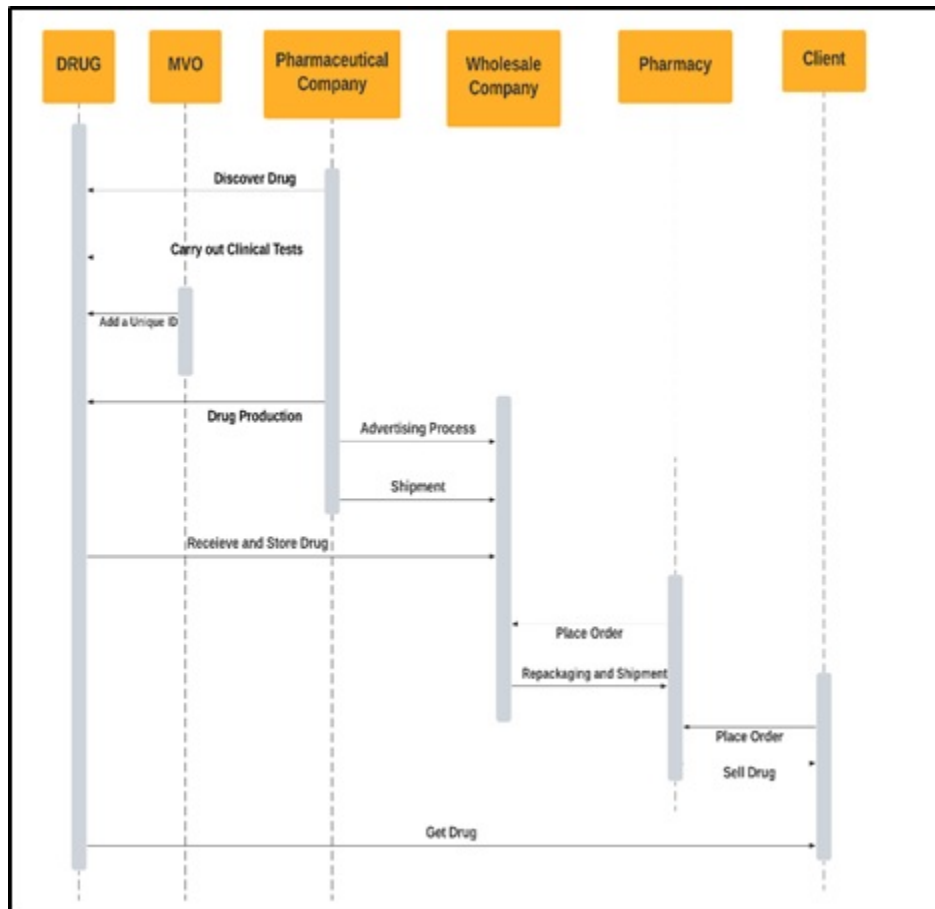 DRUG
MVO
Pharmaceutical
Company
Wholesale
Company
Pharmacy
Client
Discover Drug
Carry out Clinical Tests
Add a Unique ID
Drug Production
Advertising Process
Shipment
Receieve and Store Drug
Place Order
Repackaging and Shipment
Place Order
Sell Drug
Get Drug